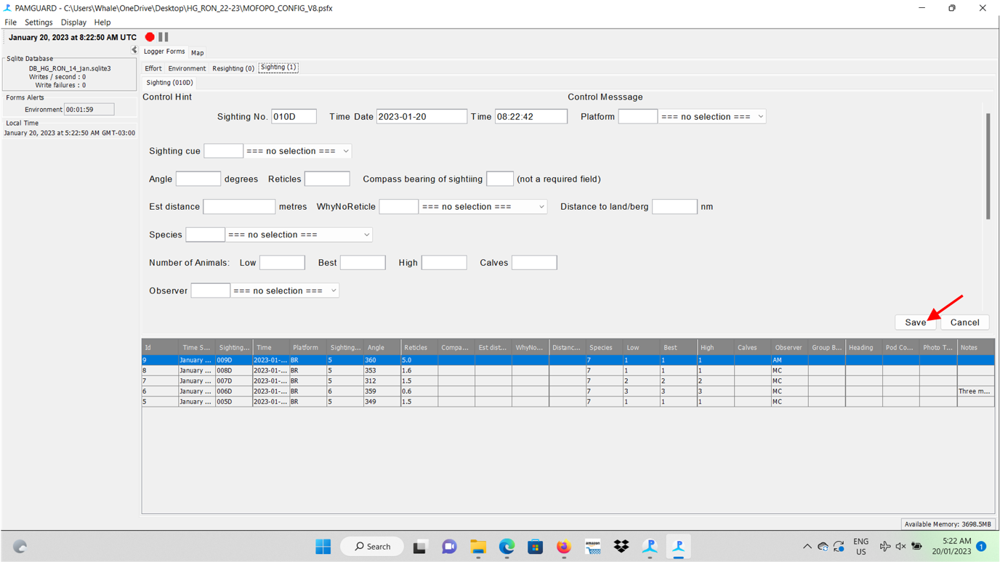 PAMGUARD - C:\Users\Whale\OneDrive\Desktop\HG_RON_22-23\MOFOPO_CONFIG_V8.psfx
File Settings Display Help
January 20, 2023 at 8:22:50 AM UTC
Sqlite Database
DB_HG_RON_14_jan.sqlite3
Writes / second : 0
Write failures : 0
Forms Alerts
Environment 00:01:59
Local Time
January 20, 2023 at 5:22:50 AM GMT-03:00
Logger Forms Map
Effort Environment Resighting (0) Sighting (1)
Sighting (010D)
Control Hint Control Messsage
Sighting No. 010D Time Date 2023-01-20 Time 08:22:42 Platform === no selection ===
Sighting cue === no selection ===
Angle degrees Reticles Compass bearing of sightiing (not a required field)
Est distance metres WhyNoReticle === no selection === Distance to land/berg nm
Species === no selection ===
Number of Animals: Low Best High Calves
Observer === no selection ===
Save Cancel
Id Time S... Sighting... Time Platform Sighting... Angle Reticles Compa... Est dist... WhyNo... Distanc... Species Low Best High Calves Observer Group B... Heading Pod Co... Photo T... Notes
9 January ... 009D 2023-01-... BR 5 360 5.0 7 1 1 1 AM
8 January ... 008D 2023-01-... BR 5 353 1.6 7 1 1 1 MC
7 January ... 007D 2023-01-... BR 5 312 1.5 7 2 2 2 MC
6 January ... 006D 2023-01-... BR 6 359 0.6 7 3 3 3 MC Three m...
5 January ... 005D 2023-01-... BR 5 349 1.5 7 1 1 1 MC
Available Memory: 3698.5MB
Search
amazon
ENG
US
5:22 AM
20/01/2023
1